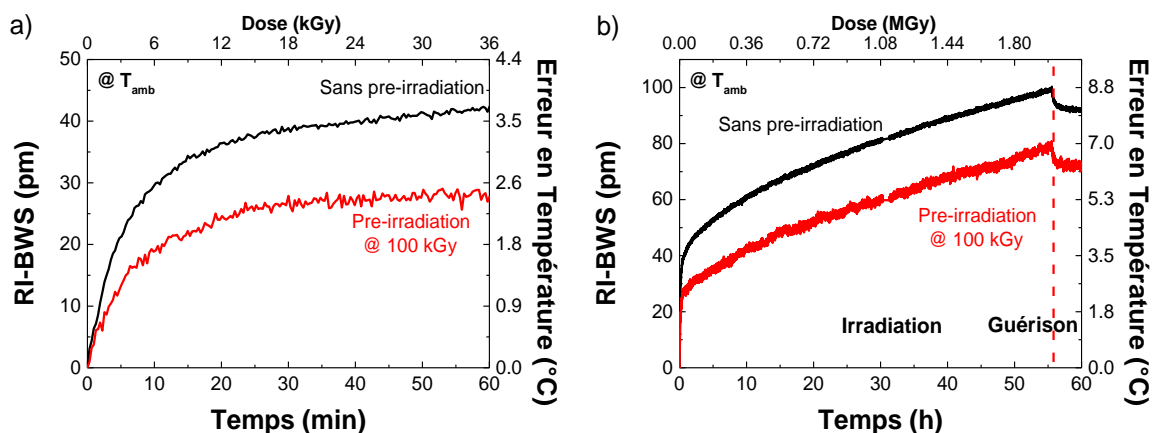 a)
Dose (kGy)
0 6 12 18 24 30 36
50
40
30
20
10
0
RI-BWS (pm)
@ Tamb
Sans pre-irradiation
Pre-irradiation
@ 100 kGy
4.4
3.5
2.6
1.8
0.9
0.0
Erreur en Température (°C)
0 10 20 30 40 50 60
Temps (min)
b)
Dose (MGy)
0.00 0.36 0.72 1.08 1.44 1.80
100
80
60
40
20
0
RI-BWS (pm)
@ Tamb
Sans pre-irradiation
Pre-irradiation
@ 100 kGy
Irradiation Guérison
8.8
7.0
5.3
3.5
1.8
0.0
Erreur en Température (°C)
0 10 20 30 40 50 60
Temps (h)